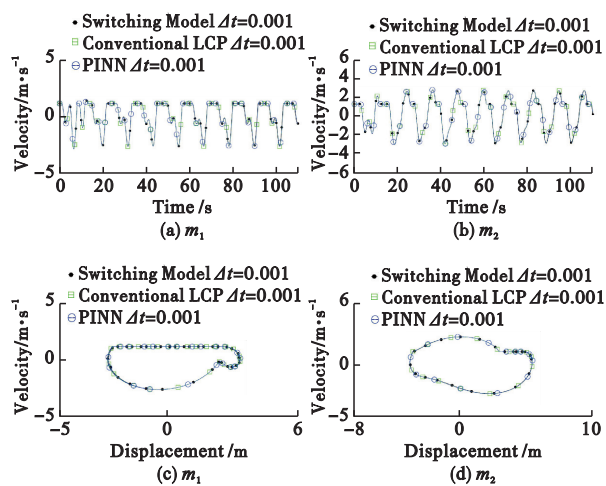 Switching Model Δt=0.001
Conventional LCP Δt=0.001
PINN Δt=0.001
Velocity/m·s⁻¹
5
0
-5
0 20 40 60 80 100
Time /s
(a) m₁
Switching Model Δt=0.001
Conventional LCP Δt=0.001
PINN Δt=0.001
Velocity/m·s⁻¹
6
4
2
0
-2
-4
-6
0 20 40 60 80 100
Time /s
(b) m₂
Switching Model Δt=0.001
Conventional LCP Δt=0.001
PINN Δt=0.001
Velocity/m·s⁻¹
5
0
-5
-5 0 6
Displacement /m
(c) m₁
Switching Model Δt=0.001
Conventional LCP Δt=0.001
PINN Δt=0.001
Velocity/m·s⁻¹
6
0
-5
-8 0 10
Displacement /m
(d) m₂